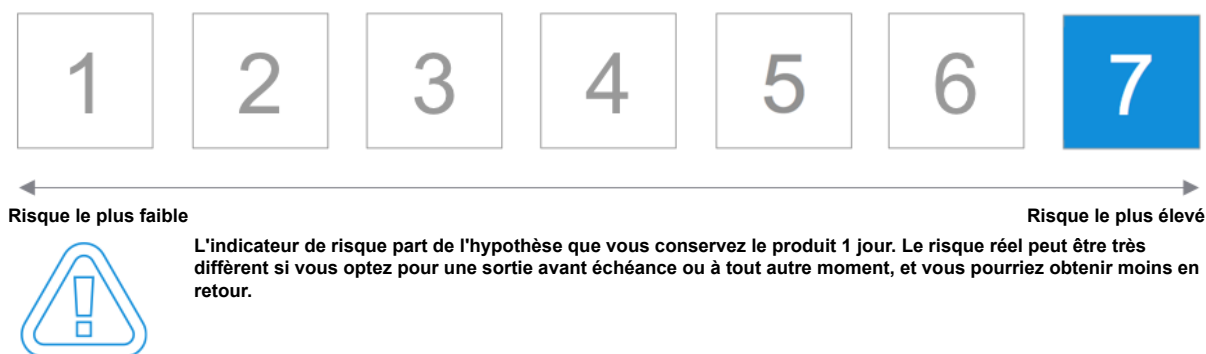 1 2 3 4 5 6 7
Risque le plus faible Risque le plus élevé
L'indicateur de risque part de l'hypothèse que vous conservez le produit 1 jour. Le risque réel peut être très
diffèrent si vous optez pour une sortie avant échéance ou à tout autre moment, et vous pourriez obtenir moins en
retour.